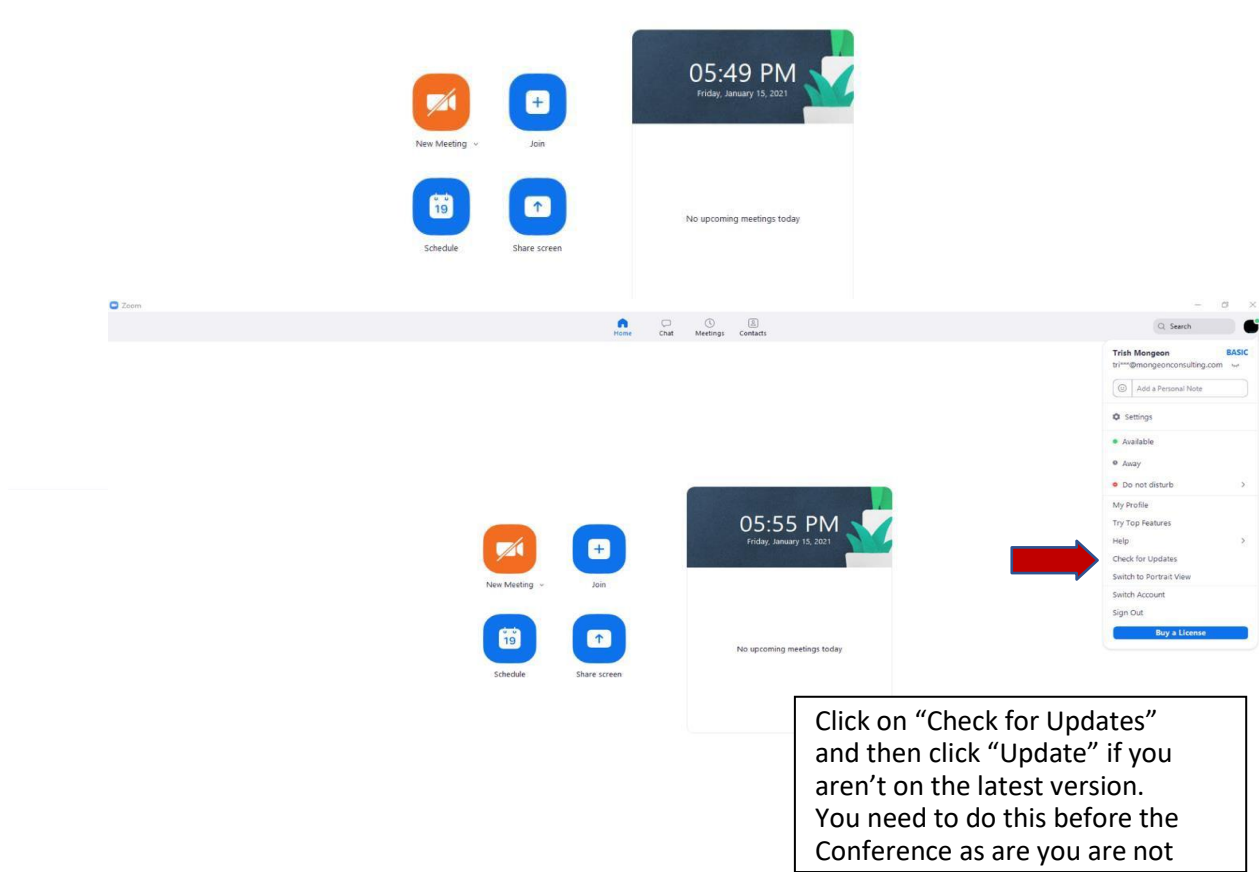 05:49 PM
Friday, January 15, 2021
New Meeting
Join
19
Schedule
Share screen
No upcoming meetings today
Zoom
Home
Chat
Meetings
Contacts
Search
Trish Mongeon
BASIC
tri***@mongeonconsulting.com
Add a Personal Note
Settings
Available
Away
Do not disturb
My Profile
Try Top Features
Help
Check for Updates
Switch to Portrait View
Switch Account
Sign Out
Buy a License
05:55 PM
Friday, January 15, 2021
New Meeting
Join
19
Schedule
Share screen
No upcoming meetings today
Click on “Check for Updates”
and then click “Update” if you
aren’t on the latest version.
You need to do this before the
Conference as are you are not